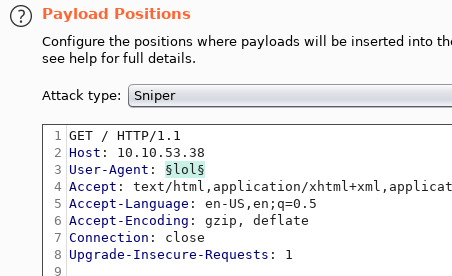 ? Payload Positions
Configure the positions where payloads will be inserted into the
see help for full details.
Attack type: Sniper
1 GET / HTTP/1.1
2 Host: 10.10.53.38
3 User-Agent: §lol§
4 Accept: text/html,application/xhtml+xml,applicat
5 Accept-Language: en-US,en;q=0.5
6 Accept-Encoding: gzip, deflate
7 Connection: close
8 Upgrade-Insecure-Requests: 1
9